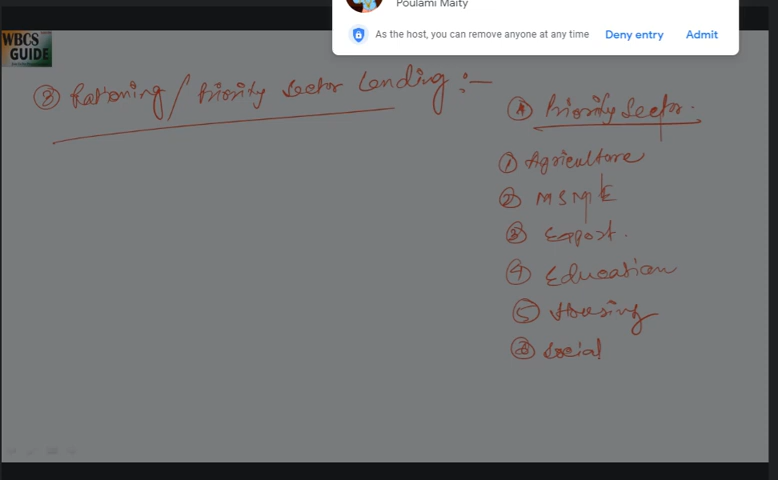 Poulami Maity
As the host, you can remove anyone at any time
Deny entry
Admit
WBCS
GUIDE
⑧ Rationing / Priority Sector Lending :-
Ⓐ Priority Sector.
① Agriculture
② MSME
③ Export.
④ Education
⑤ Housing
⑥ Social